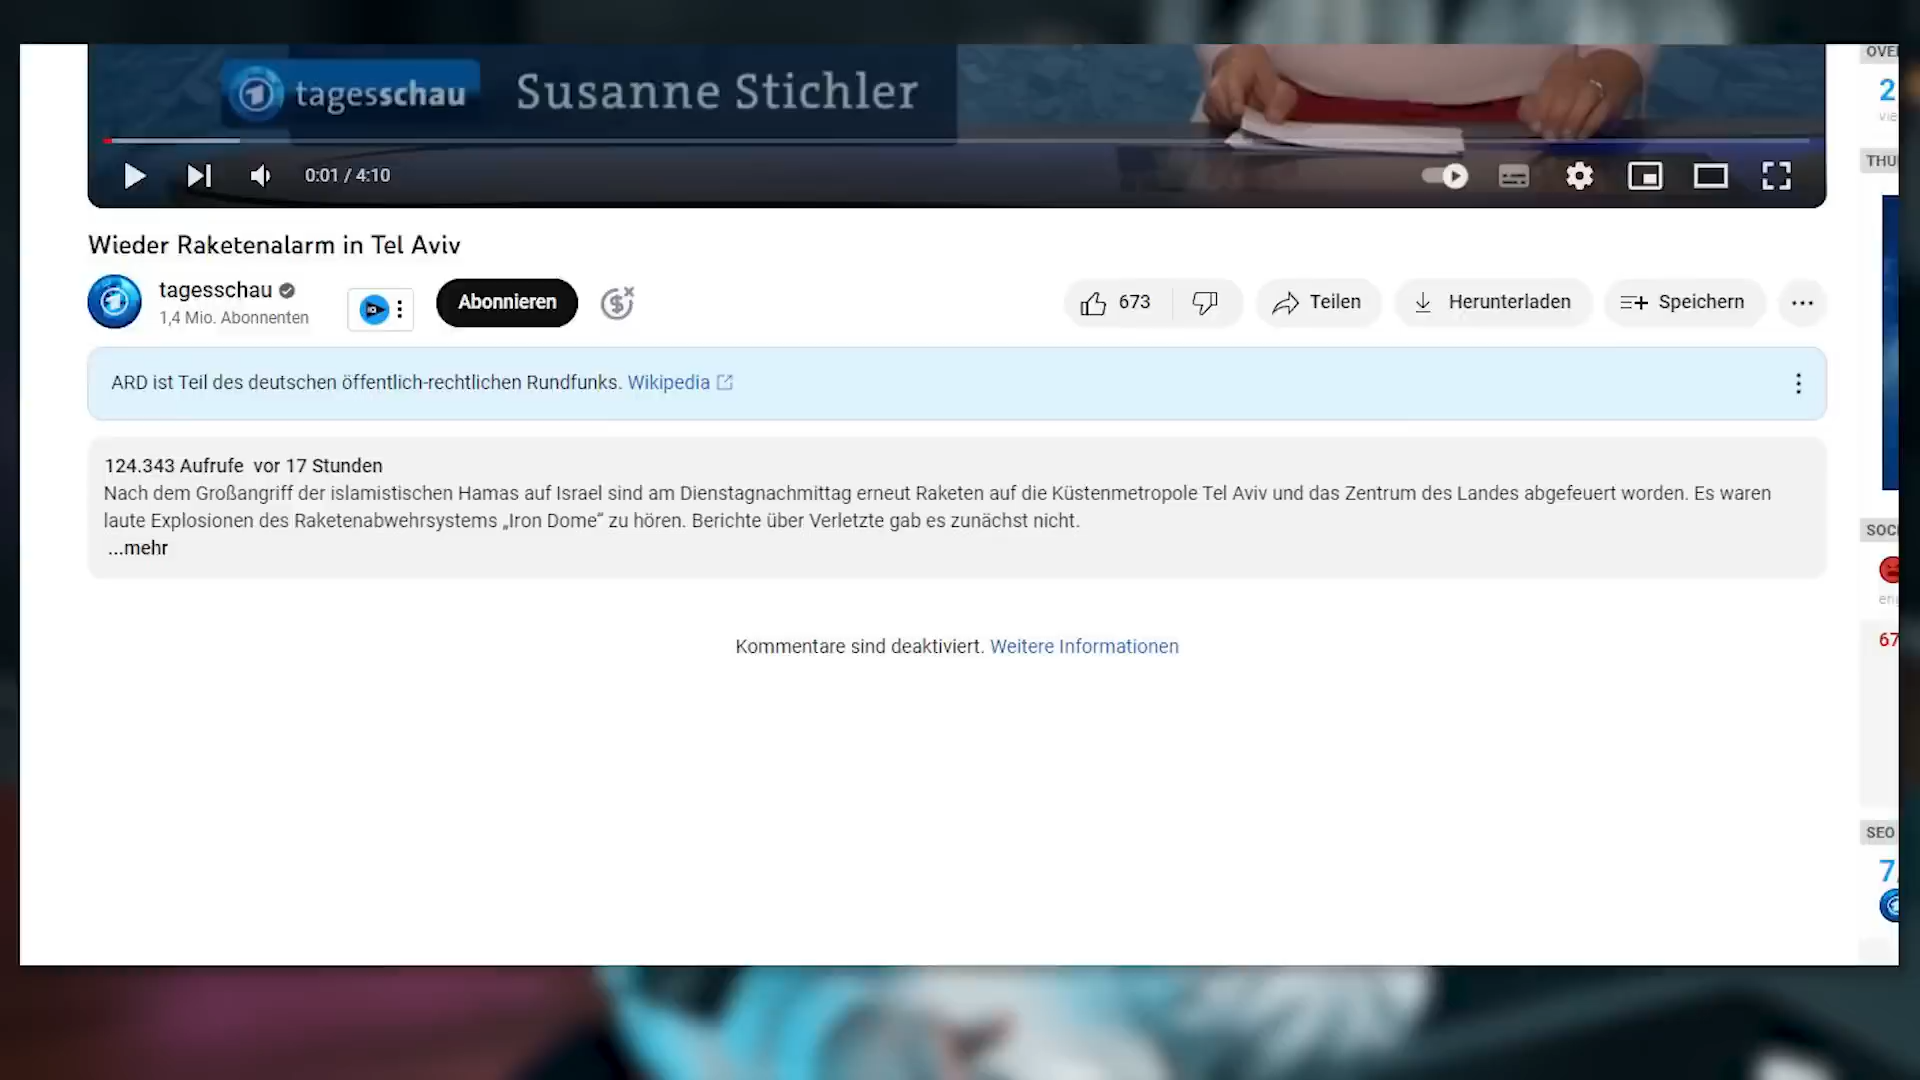 tagesschau Susanne Stichler
0:01 / 4:10
Wieder Raketenalarm in Tel Aviv
tagesschau
1,4 Mio. Abonnenten
Abonnieren
673
Teilen
Herunterladen
Speichern
ARD ist Teil des deutschen öffentlich-rechtlichen Rundfunks. Wikipedia
124.343 Aufrufe vor 17 Stunden
Nach dem Großangriff der islamistischen Hamas auf Israel sind am Dienstagnachmittag erneut Raketen auf die Küstenmetropole Tel Aviv und das Zentrum des Landes abgefeuert worden. Es waren
laute Explosionen des Raketenabwehrsystems „Iron Dome“ zu hören. Berichte über Verletzte gab es zunächst nicht.
...mehr
Kommentare sind deaktiviert. Weitere Informationen
SEO